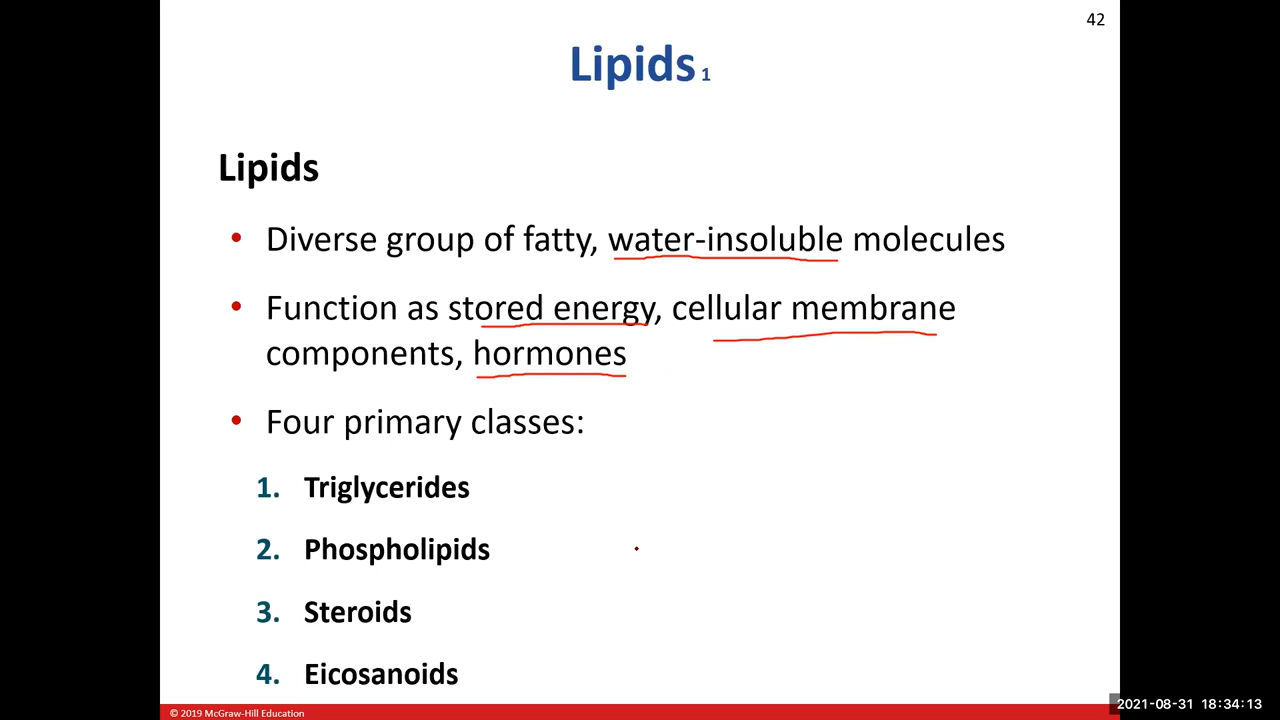 42
Lipids 1
Lipids
• Diverse group of fatty, water-insoluble molecules
• Function as stored energy, cellular membrane
components, hormones
• Four primary classes:
1. Triglycerides
2. Phospholipids
3. Steroids
4. Eicosanoids
© 2019 McGraw-Hill Education
2021-08-31 18:34:13